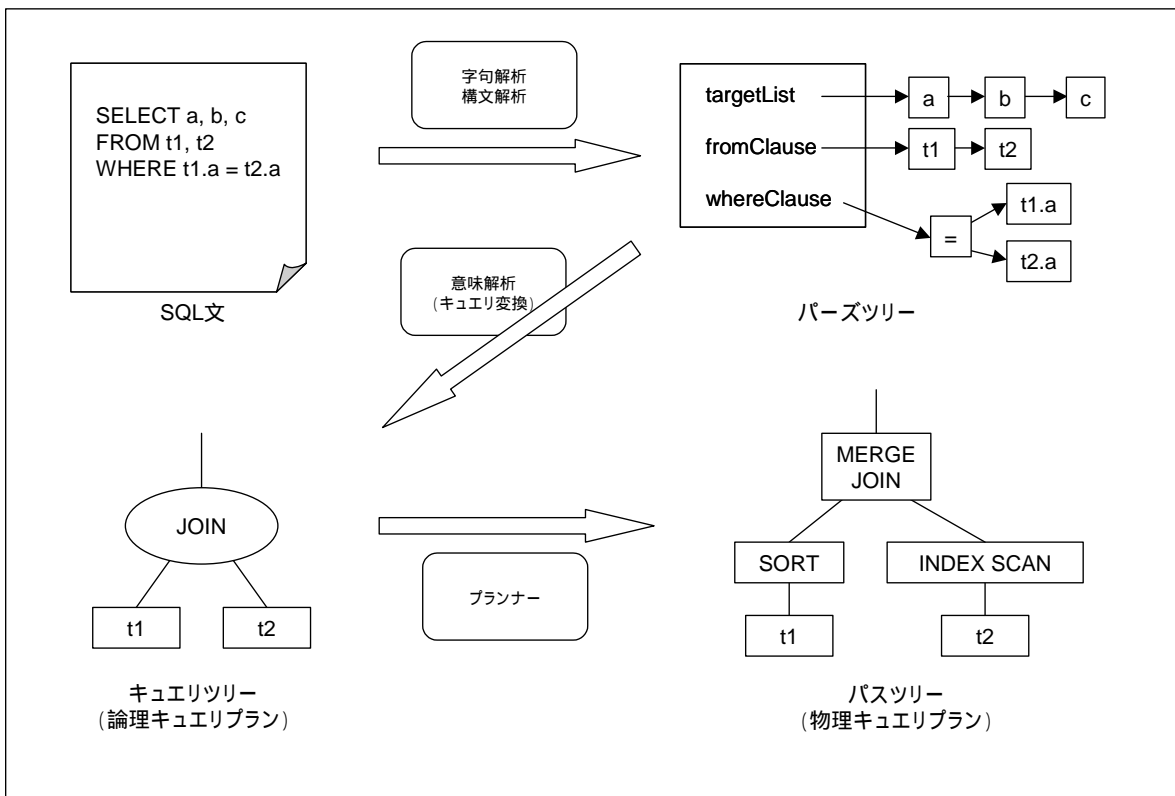 SELECT a, b, c
FROM t1, t2
WHERE t1.a = t2.a
SQL文
字句解析
構文解析
targetList
a
b
c
fromClause
t1
t2
whereClause
=
t1.a
t2.a
パーズツリー
意味解析
(キュエリ変換)
JOIN
t1
t2
キュエリツリー
(論理キュエリプラン)
プランナー
MERGE
JOIN
SORT
INDEX SCAN
t1
t2
パスツリー
(物理キュエリプラン)